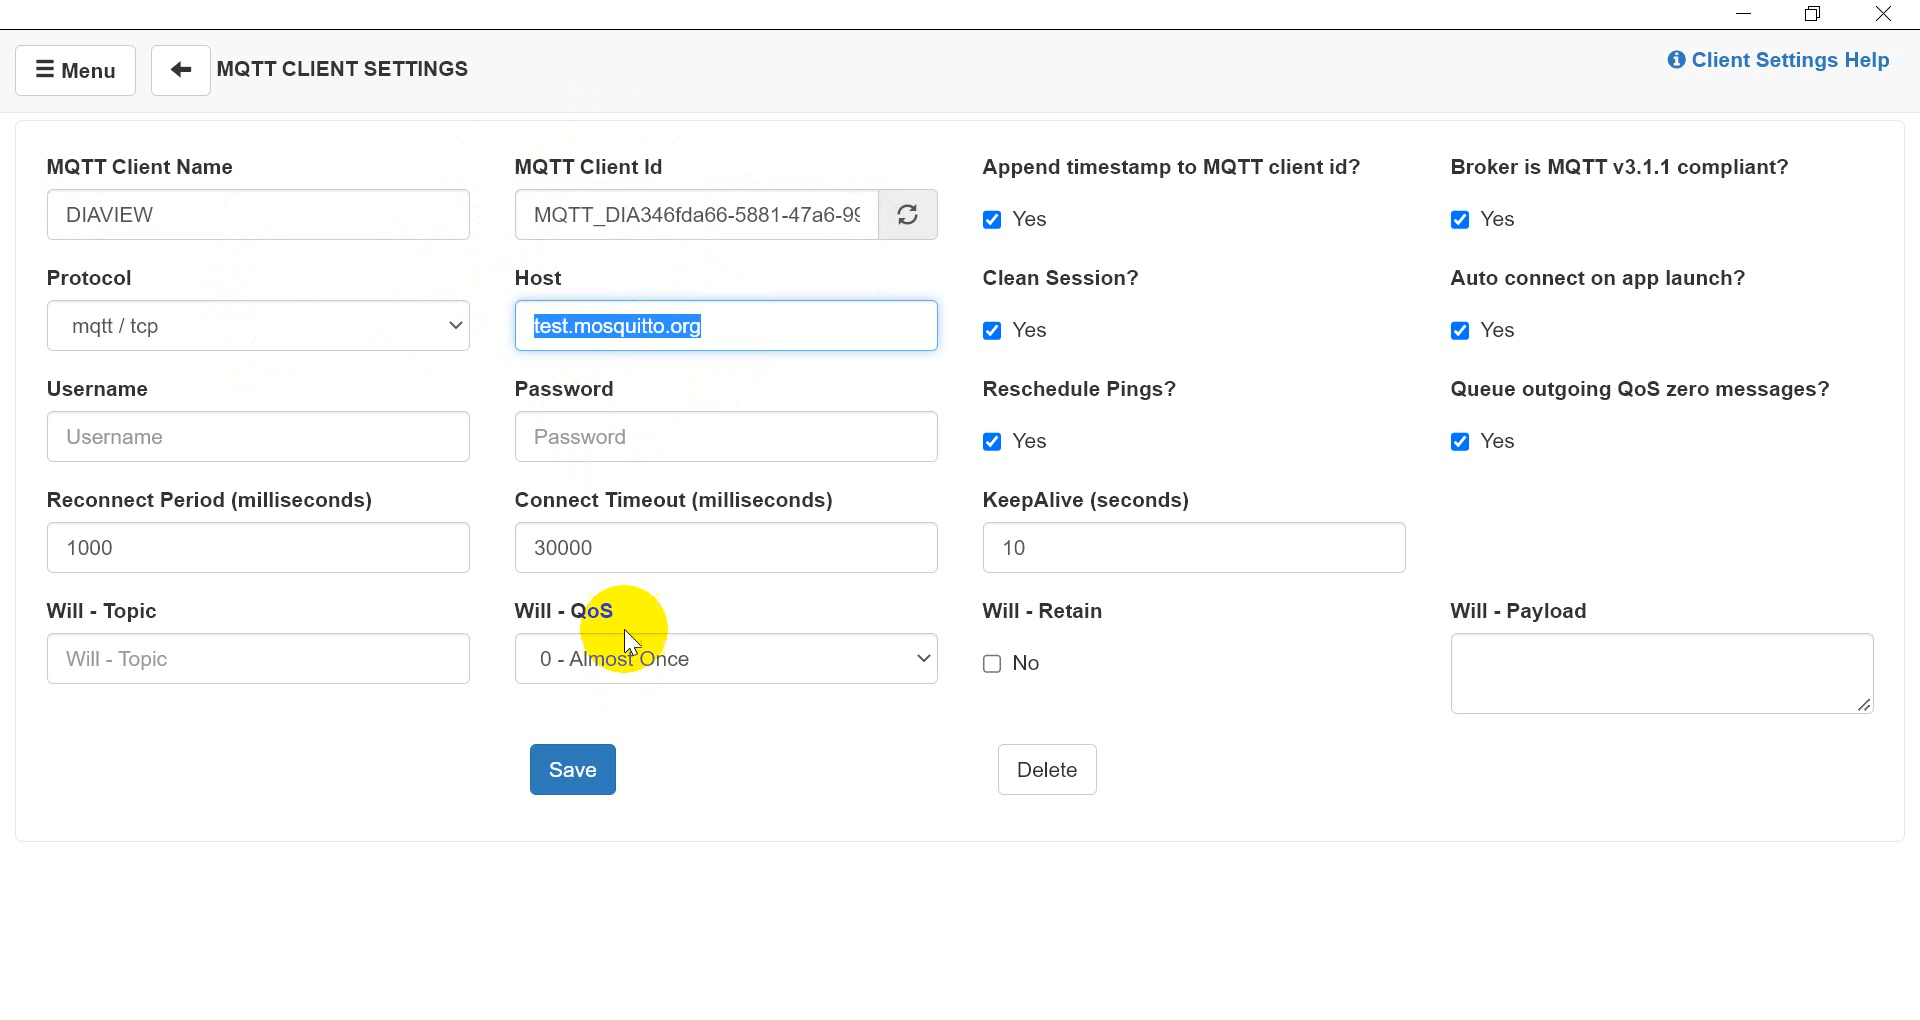 Menu
MQTT CLIENT SETTINGS
Client Settings Help
MQTT Client Name
MQTT Client Id
Append timestamp to MQTT client id?
Broker is MQTT v3.1.1 compliant?
DIAVIEW
MQTT_DIA346fda66-5881-47a6-99
Yes
Yes
Protocol
Host
Clean Session?
Auto connect on app launch?
mqtt / tcp
test.mosquitto.org
Yes
Yes
Username
Password
Reschedule Pings?
Queue outgoing QoS zero messages?
Username
Password
Yes
Yes
Reconnect Period (milliseconds)
Connect Timeout (milliseconds)
KeepAlive (seconds)
1000
30000
10
Will - Topic
Will - QoS
Will - Retain
Will - Payload
Will - Topic
0 - Almost Once
No
Save
Delete